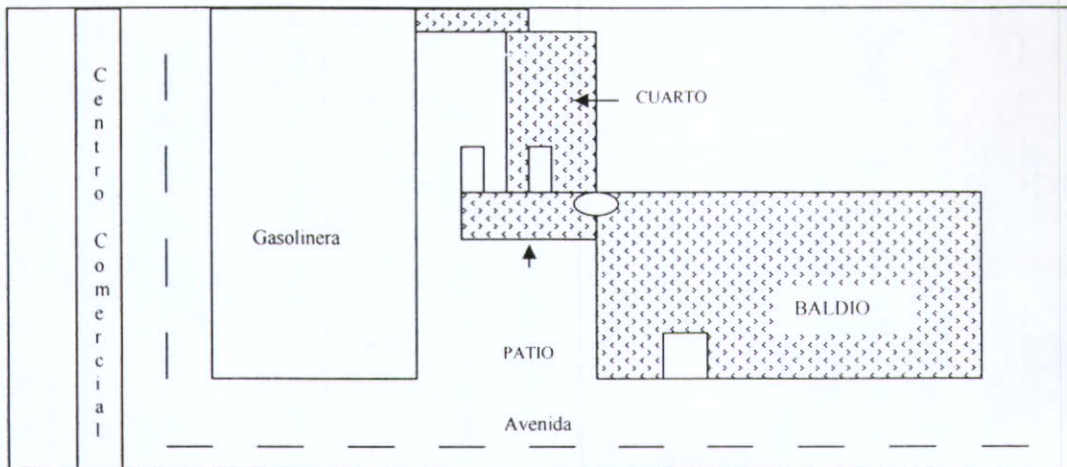 Centro Comercial
CUARTO
Gasolinera
BALDIO
PATIO
Avenida